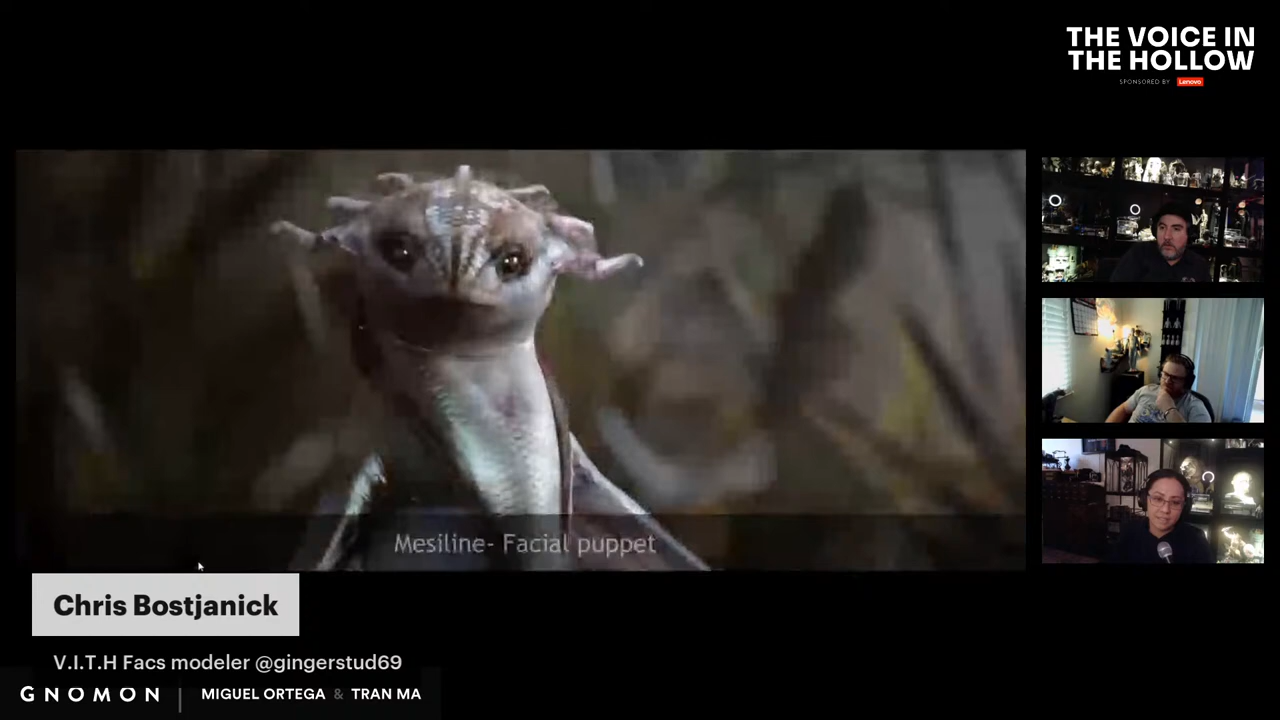 THE VOICE IN
THE HOLLOW
SPONSORED BY Lenovo
Mesiline- Facial puppet
Chris Bostjanick
V.I.T.H Facs modeler @gingerstud69
GNOMON | MIGUEL ORTEGA & TRAN MA